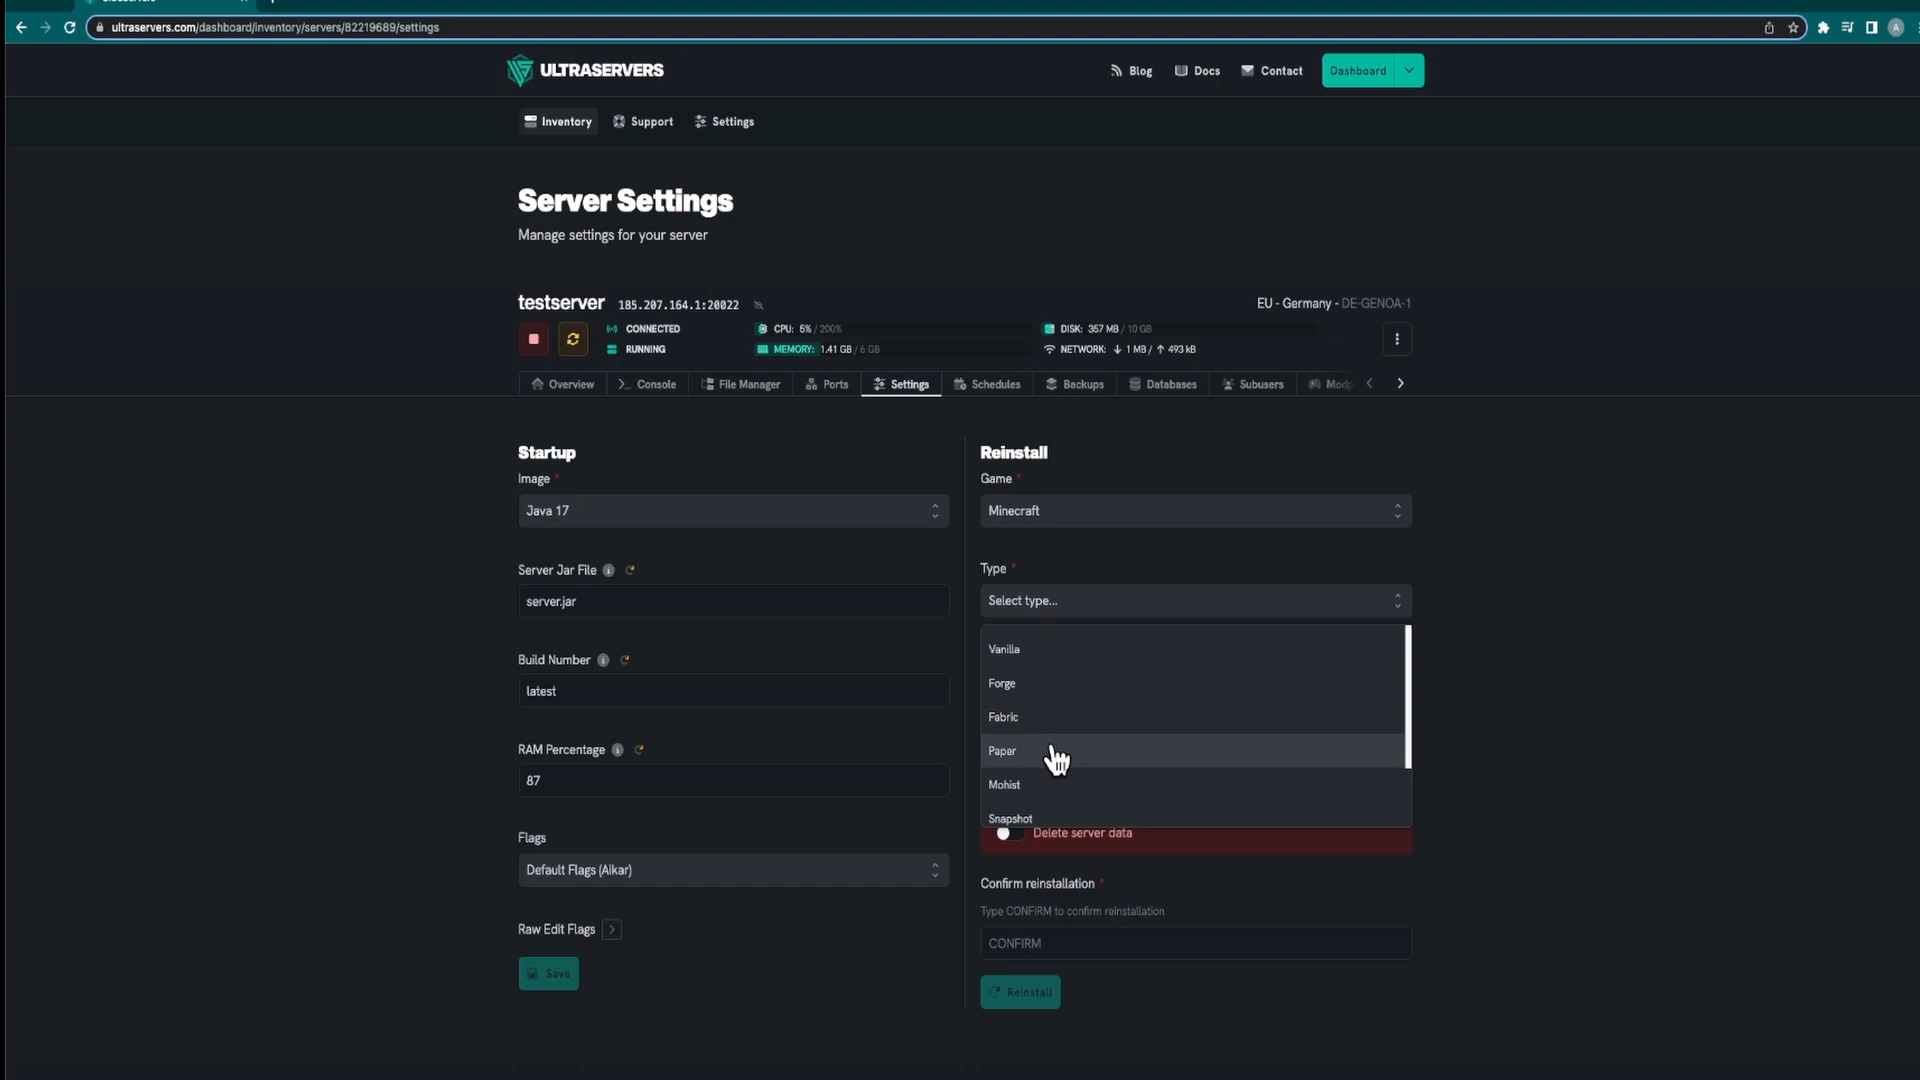 ultraservers.com/dashboard/inventory/servers/82219689/settings
ULTRASERVERS
Blog
Docs
Contact
Dashboard
Inventory
Support
Settings
Server Settings
Manage settings for your server
testserver 185.207.164.1:20022
EU - Germany - DE-GENOA-1
CONNECTED
CPU: 5% / 200%
DISK: 357 MB / 10 GB
RUNNING
MEMORY: 1.41 GB / 6 GB
NETWORK: ↓ 1 MB / ↑ 493 kB
Overview
Console
File Manager
Ports
Settings
Schedules
Backups
Databases
Subusers
Modp
Startup
Image *
Java 17
Server Jar File
server.jar
Build Number
latest
RAM Percentage
87
Flags
Default Flags (Aikar)
Raw Edit Flags
Save
Reinstall
Game *
Minecraft
Type *
Select type...
Vanilla
Forge
Fabric
Paper
Mohist
Snapshot
Delete server data
Confirm reinstallation *
Type CONFIRM to confirm reinstallation
CONFIRM
Reinstall